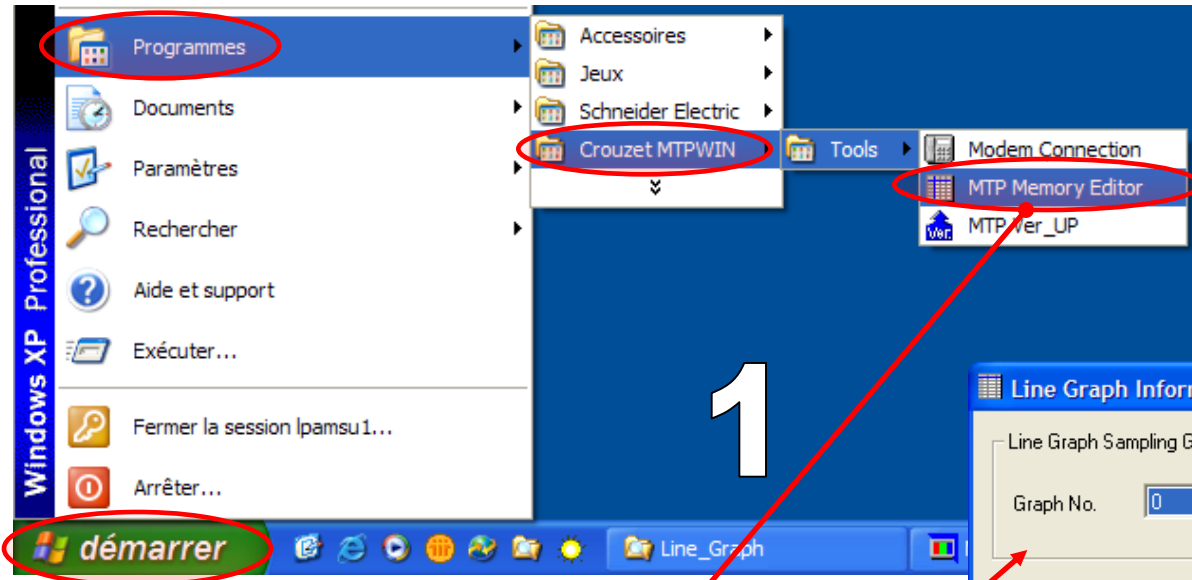 Windows XP Professional
Programmes
Documents
Paramètres
Rechercher
Aide et support
Exécuter...
Fermer la session lpamsu1...
Arrêter...
Accessoires
Jeux
Schneider Electric
Crouzet MTPWIN
Tools
Modem Connection
MTP Memory Editor
Ver.
MTP Ver_UP
1
Line Graph Inform
Line Graph Sampling G
Graph No.
0
démarrer
Line_Graph